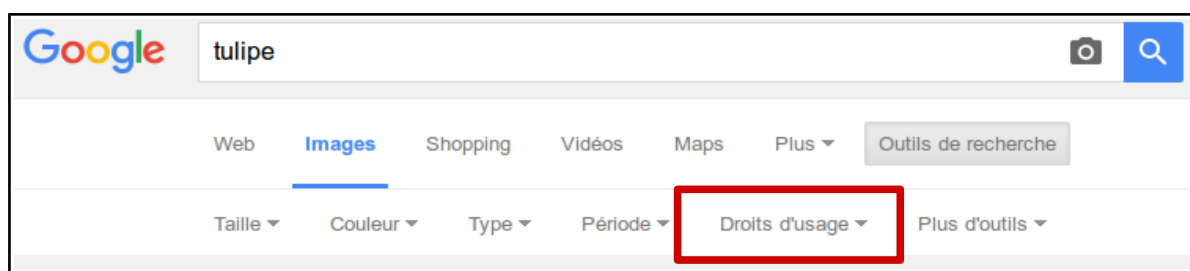 Google tulipe
Web Images Shopping Vidéos Maps Plus Outils de recherche
Taille Couleur Type Période Droits d'usage Plus d'outils